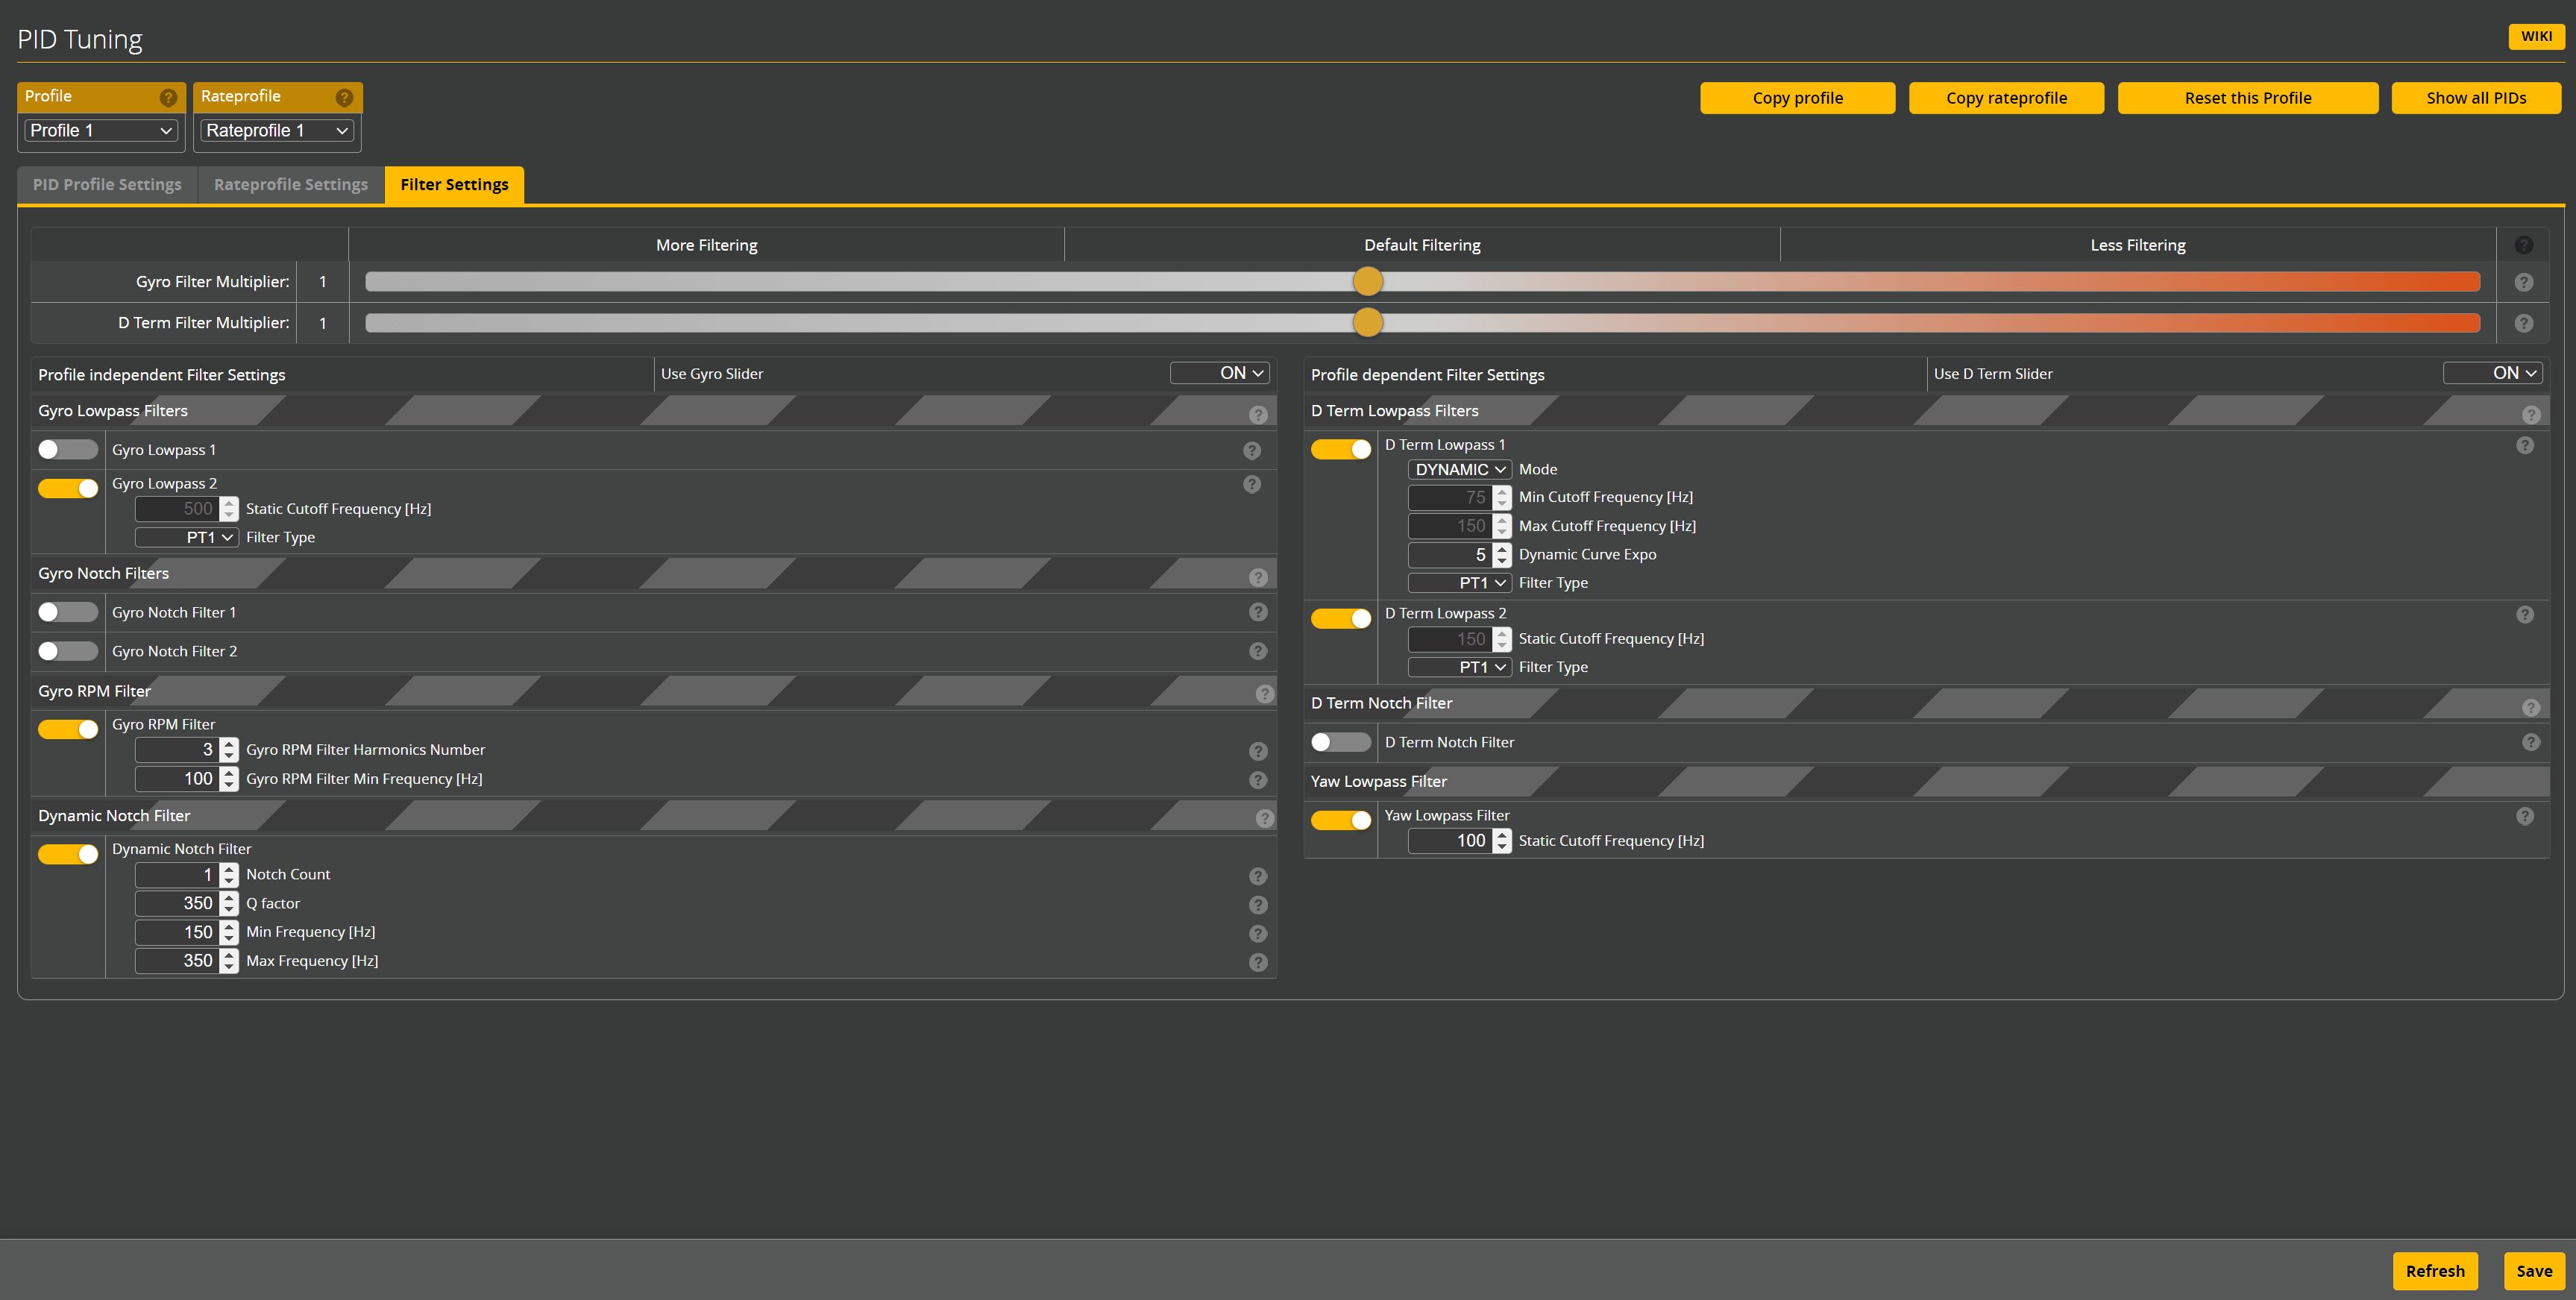 PID Tuning
WIKI
Profile
Rateprofile
Profile 1
Rateprofile 1
Copy profile
Copy rateprofile
Reset this Profile
Show all PIDs
PID Profile Settings
Rateprofile Settings
Filter Settings
More Filtering
Default Filtering
Less Filtering
?
Gyro Filter Multiplier:
1
?
D Term Filter Multiplier:
1
?
Profile independent Filter Settings
Use Gyro Slider
ON
Gyro Lowpass Filters
?
Gyro Lowpass 1
?
Gyro Lowpass 2
?
500
Static Cutoff Frequency [Hz]
PT1
Filter Type
Gyro Notch Filters
?
Gyro Notch Filter 1
?
Gyro Notch Filter 2
?
Gyro RPM Filter
?
Gyro RPM Filter
3
Gyro RPM Filter Harmonics Number
?
100
Gyro RPM Filter Min Frequency [Hz]
?
Dynamic Notch Filter
?
Dynamic Notch Filter
1
Notch Count
?
350
Q factor
?
150
Min Frequency [Hz]
?
350
Max Frequency [Hz]
?
Profile dependent Filter Settings
Use D Term Slider
ON
D Term Lowpass Filters
?
D Term Lowpass 1
?
DYNAMIC
Mode
75
Min Cutoff Frequency [Hz]
150
Max Cutoff Frequency [Hz]
5
Dynamic Curve Expo
PT1
Filter Type
D Term Lowpass 2
?
150
Static Cutoff Frequency [Hz]
PT1
Filter Type
D Term Notch Filter
?
D Term Notch Filter
?
Yaw Lowpass Filter
Yaw Lowpass Filter
?
100
Static Cutoff Frequency [Hz]
Refresh
Save